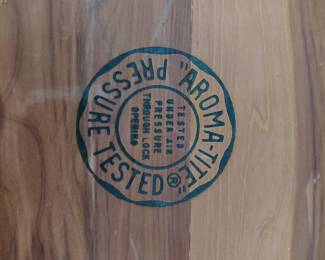 "AROMA-TITE"®
PRESSURE TESTED
TESTED
UNDER AIR
PRESSURE
THROUGH LOCK
OPENING